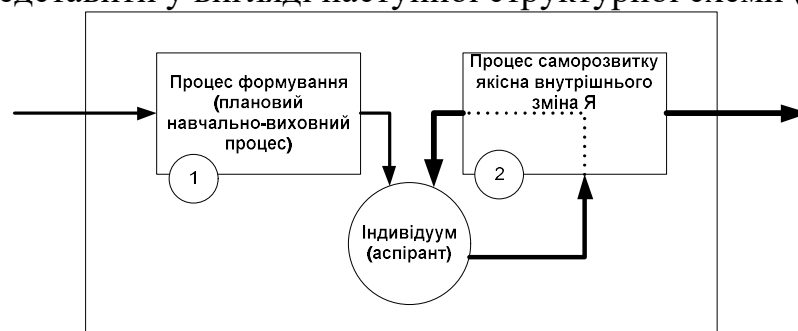 едставити у вигляді наступної структурної схеми (
Процес формування
(плановий
навчально-виховний
процес)
1
Процес саморозвитку
якісна внутрішнього
зміна Я
2
Індивідуум
(аспірант)